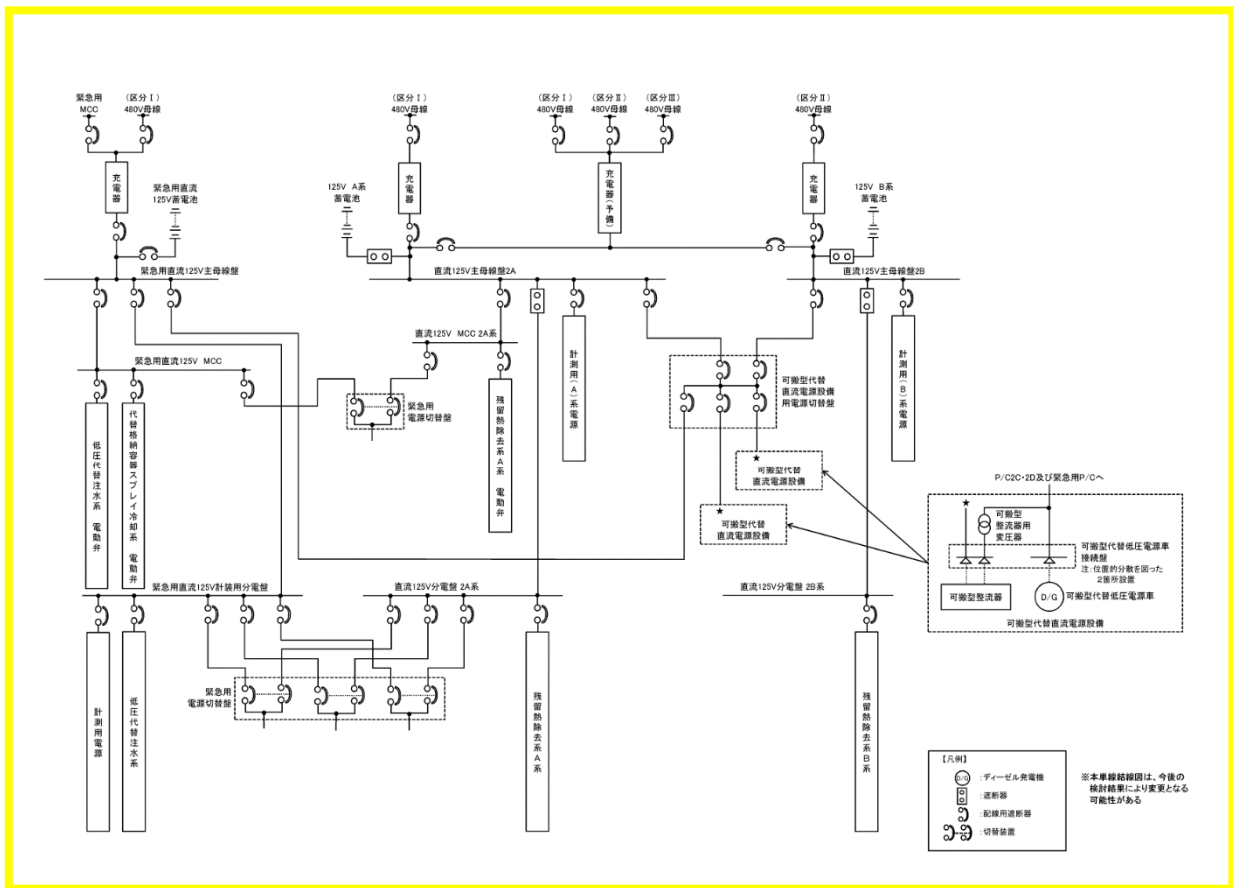 緊急用
MCC
(区分Ⅰ)
480V母線
(区分Ⅰ)
480V母線
(区分Ⅰ)
480V母線
(区分Ⅱ)
480V母線
(区分Ⅲ)
480V母線
(区分Ⅱ)
480V母線
充電器
緊急用直流
125V蓄電池
125V A系
蓄電池
充電器
充電器(予備)
充電器
125V B系
蓄電池
緊急用直流125V主母線盤
直流125V主母線盤2A
直流125V主母線盤2B
直流125V MCC 2A系
緊急用直流125V MCC
緊急用
電源切替盤
計測用(A)系電源
計測用(B)系電源
可搬型代替
直流電源設備
用電源切替盤
低圧代替注水系 電動弁
代替格納容器スプレイ冷却系 電動弁
残留熱除去系A系 電動弁
★
可搬型代替
直流電源設備
★
可搬型代替
直流電源設備
P/C2C・2D及び緊急用P/Cへ
★
可搬型
整流器用
変圧器
可搬型代替低圧電源車
接続盤
注:位置的分散を図った
2箇所設置
可搬型整流器
D/G
可搬型代替低圧電源車
可搬型代替直流電源設備
緊急用直流125V計装用分電盤
直流125V分電盤 2A系
直流125V分電盤 2B系
緊急用
電源切替盤
計測用電源
低圧代替注水系
残留熱除去系A系
残留熱除去系B系
【凡例】
D/G :ディーゼル発電機
:遮断器
:配線用遮断器
:切替装置
※本単線結線図は、今後の
検討結果により変更となる
可能性がある